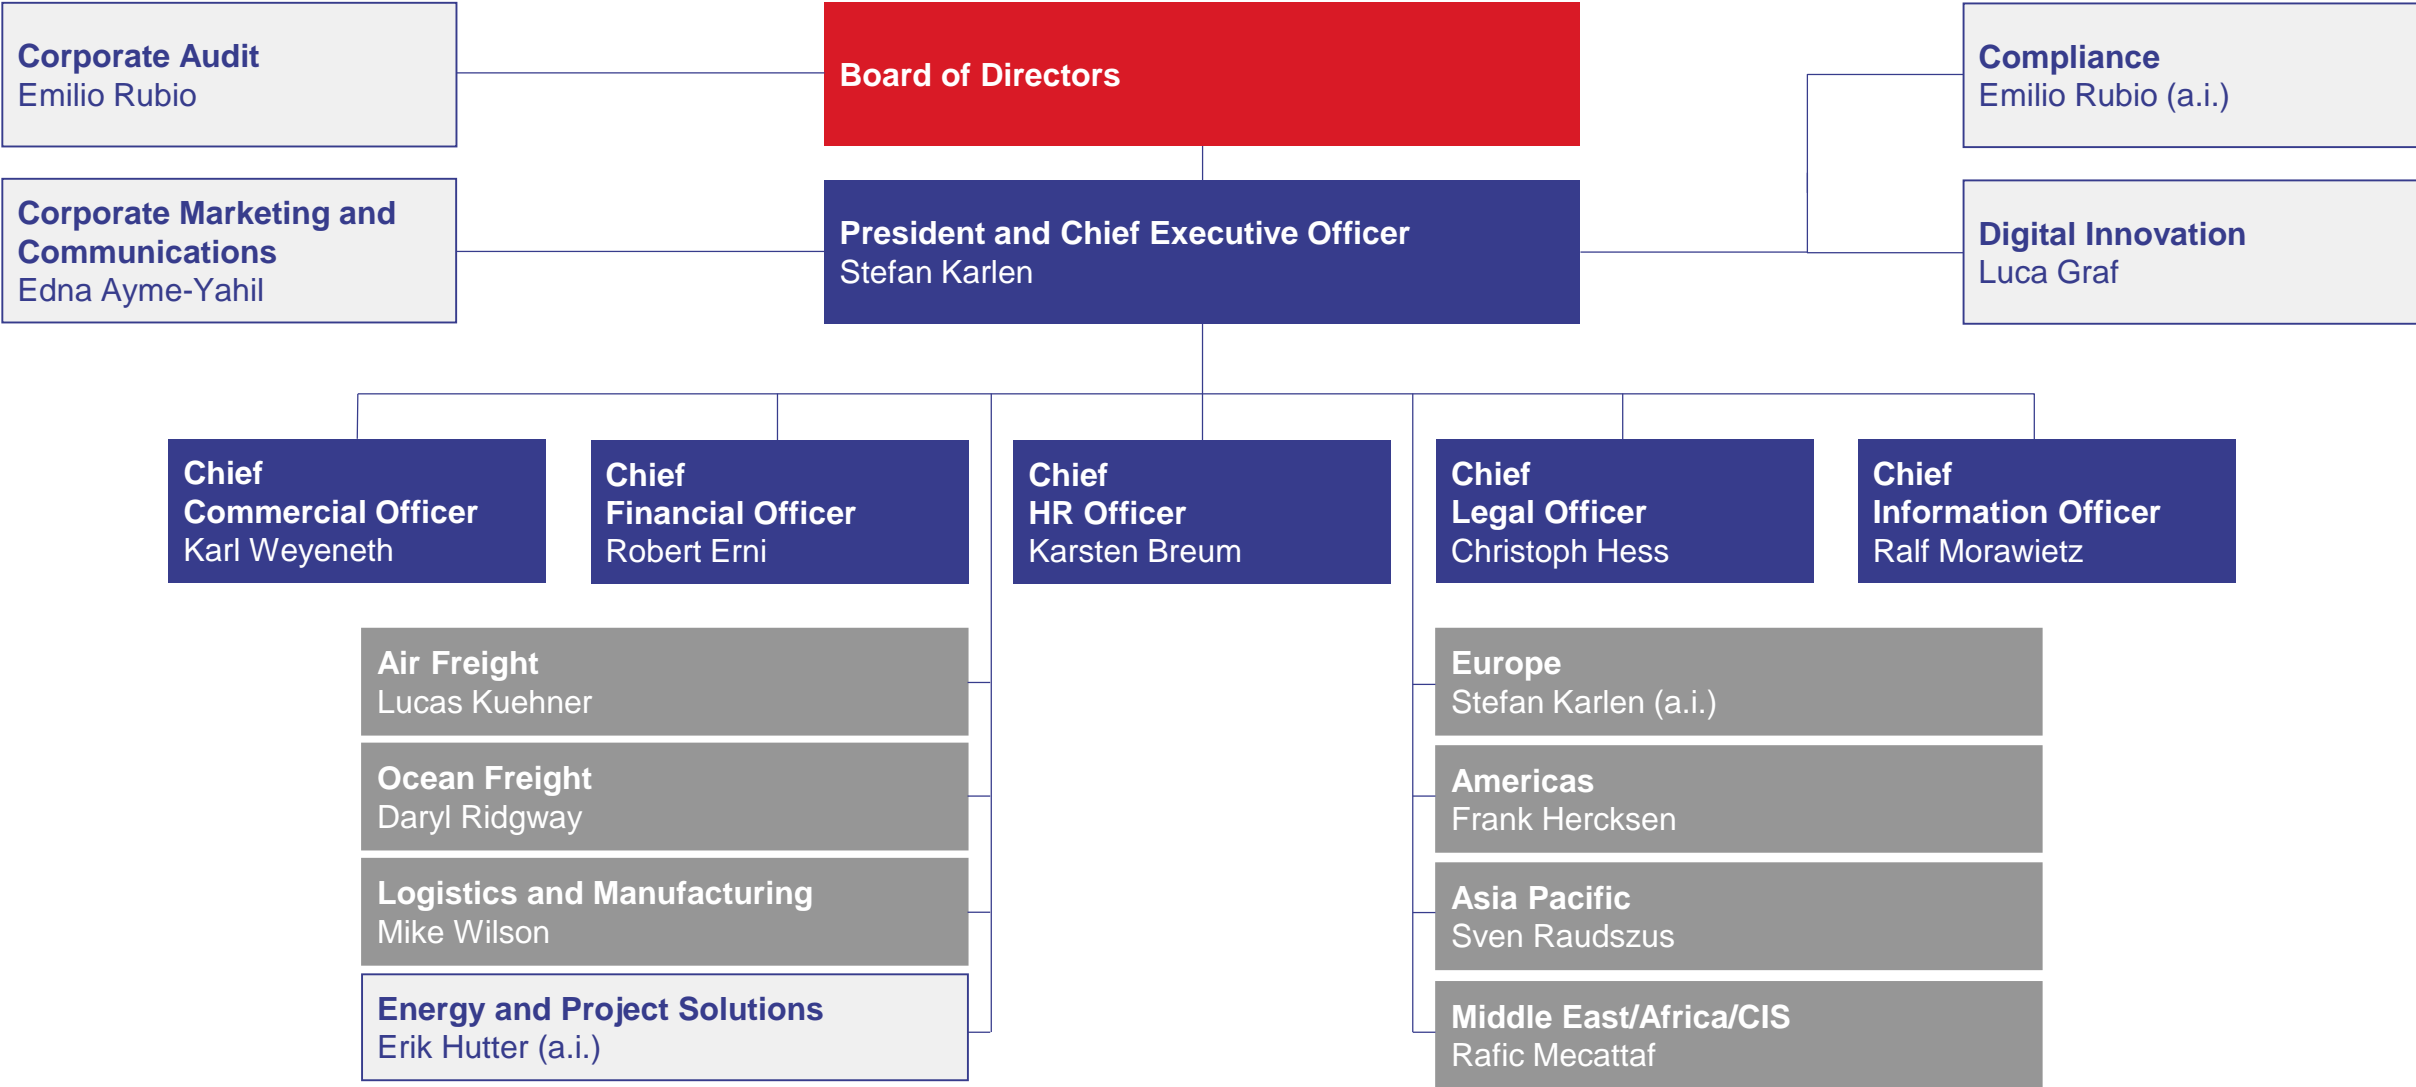 Corporate Audit
Emilio Rubio
Board of Directors
Compliance
Emilio Rubio (a.i.)
Corporate Marketing and
Communications
Edna Ayme-Yahil
President and Chief Executive Officer
Stefan Karlen
Digital Innovation
Luca Graf
Chief
Commercial Officer
Karl Weyeneth
Chief
Financial Officer
Robert Erni
Chief
HR Officer
Karsten Breum
Chief
Legal Officer
Christoph Hess
Chief
Information Officer
Ralf Morawietz
Air Freight
Lucas Kuehner
Ocean Freight
Daryl Ridgway
Logistics and Manufacturing
Mike Wilson
Energy and Project Solutions
Erik Hutter (a.i.)
Europe
Stefan Karlen (a.i.)
Americas
Frank Hercksen
Asia Pacific
Sven Raudszus
Middle East/Africa/CIS
Rafic Mecattaf